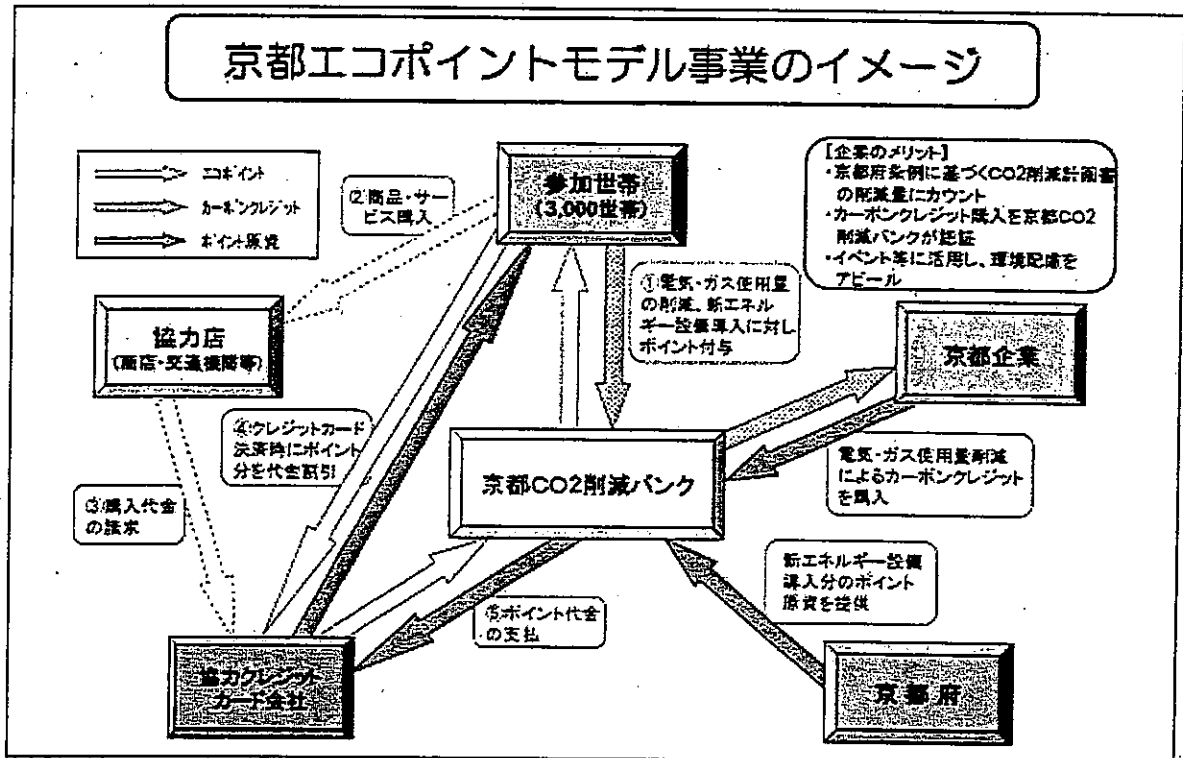 京都エコポイントモデル事業のイメージ
エコポイント
カーボンクレジット
ポイント原資
②商品・サー
ビス購入
参加世帯
(3,000世帯)
【企業のメリット】
・京都府条例に基づくCO2削減計画書
の削減量にカウント
・カーボンクレジット購入を京都CO2
削減バンクが認証
・イベント等に活用し、環境配慮を
アピール
①電気・ガス使用量
の削減、新エネル
ギー設備導入に対し
ポイント付与
協力店
(商店・交通機関等)
京都企業
④クレジットカード
決済時にポイント
分を代金割引
京都CO2削減バンク
電気・ガス使用量削減
によるカーボンクレジット
を購入
③購入代金
の請求
新エネルギー設備
導入分のポイント
原資を提供
⑤ポイント代金
の支払
協力クレジット
カード会社
京都府